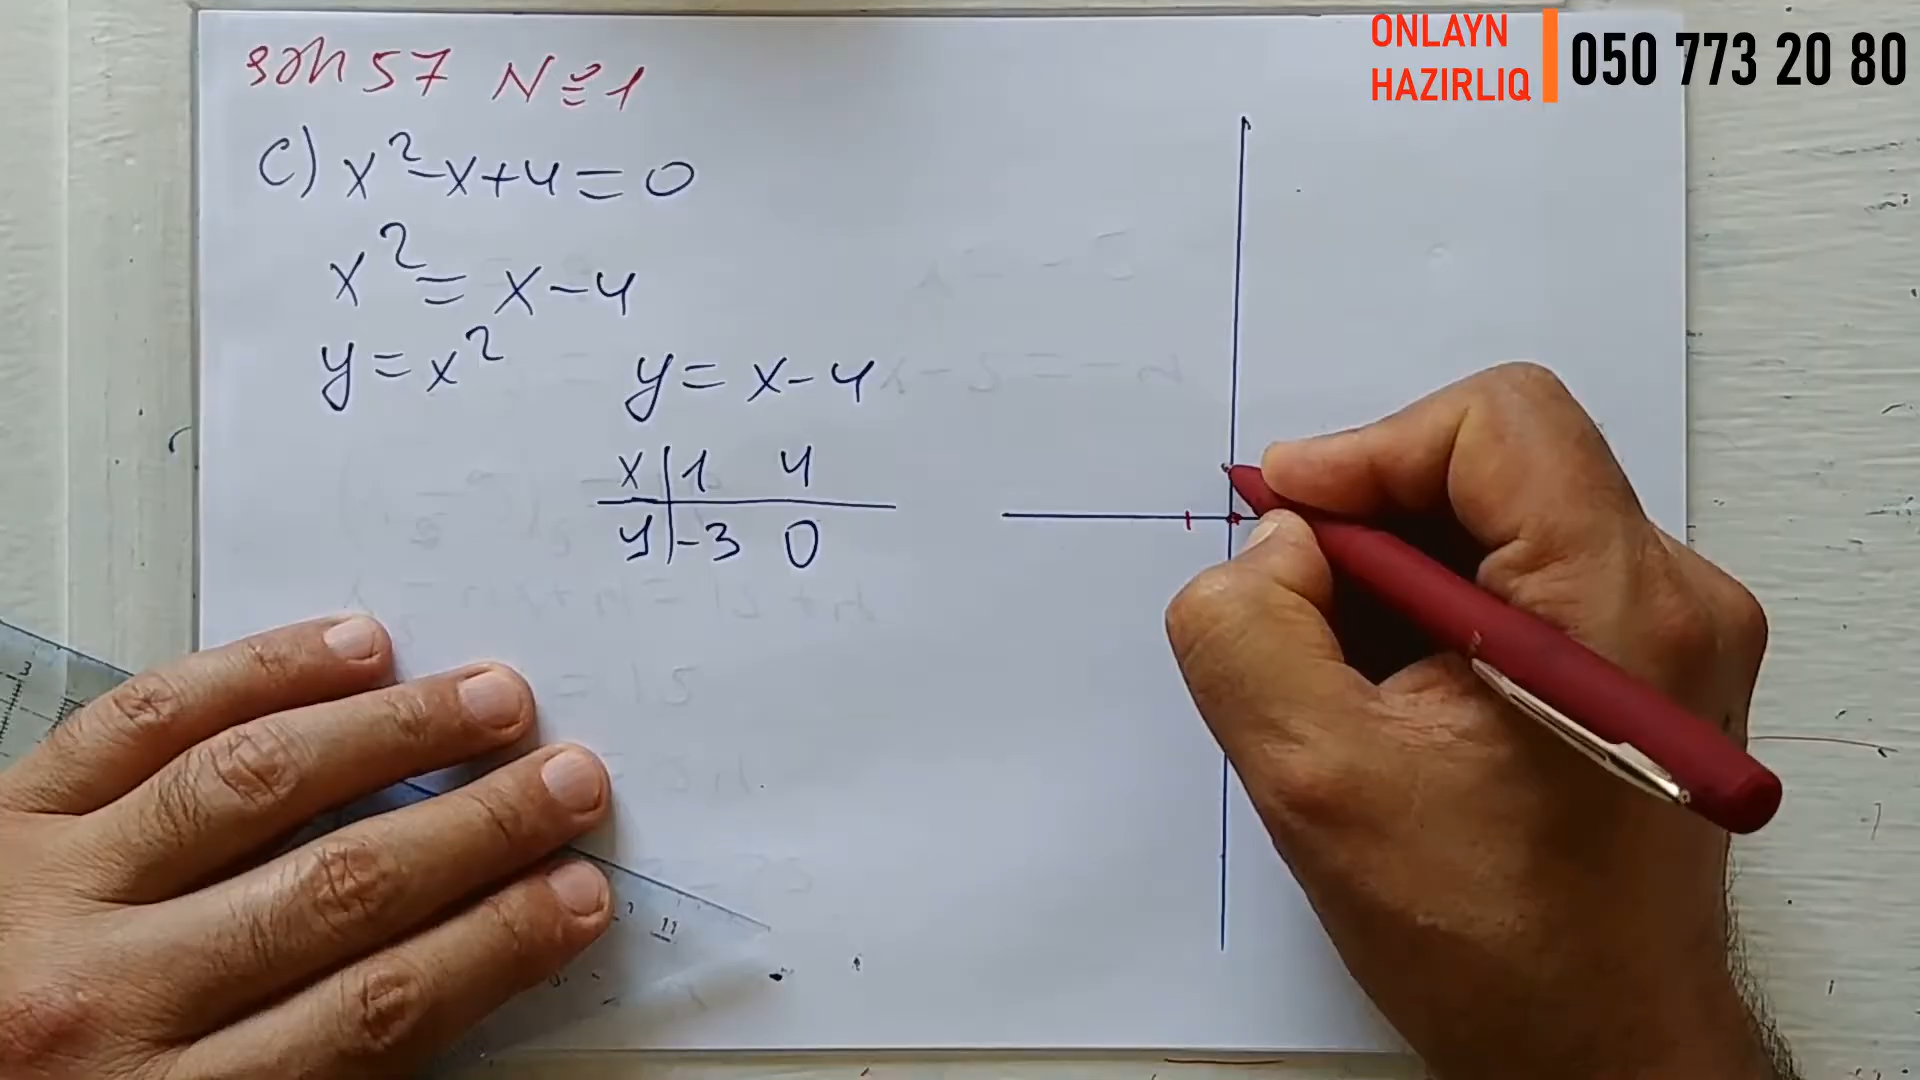 ONLAYN
HAZIRLIQ
050 773 20 80
səh 57 № 1
c) x² - x + 4 = 0
x² = x - 4
y = x² y = x - 4
x | 1 4
y | -3 0